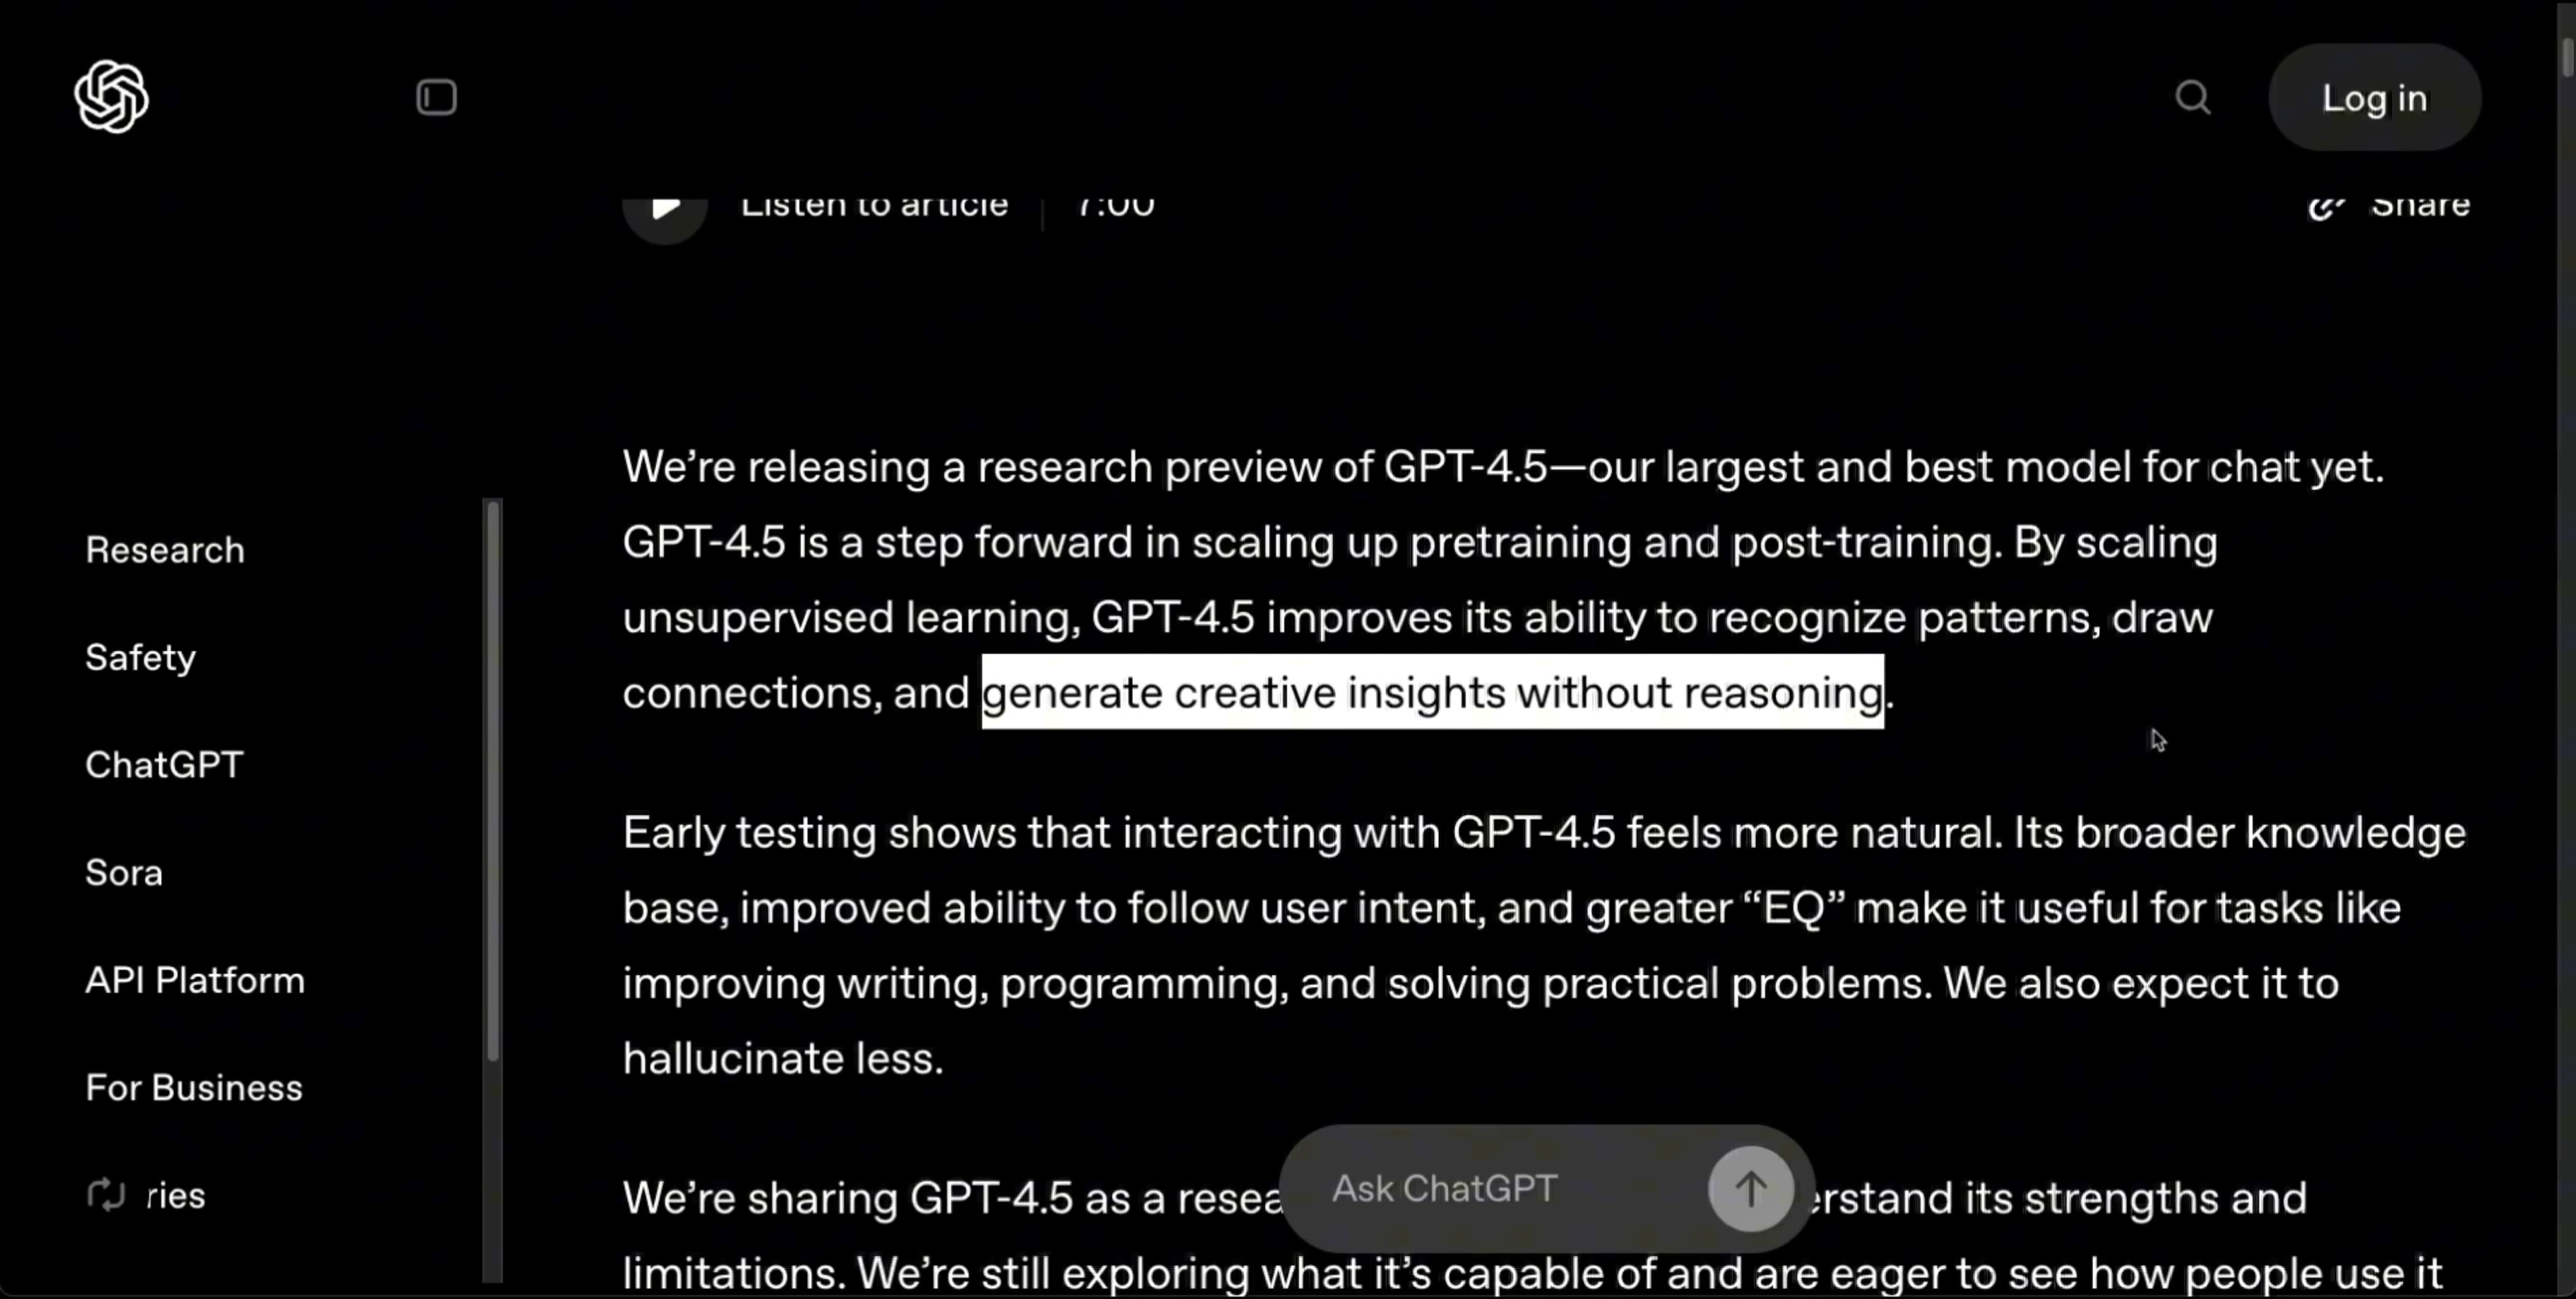 Log in
Listen to article
7:00
Share
Research
Safety
ChatGPT
Sora
API Platform
For Business
ries
We’re releasing a research preview of GPT-4.5—our largest and best model for chat yet.
GPT-4.5 is a step forward in scaling up pretraining and post-training. By scaling
unsupervised learning, GPT-4.5 improves its ability to recognize patterns, draw
connections, and generate creative insights without reasoning.
Early testing shows that interacting with GPT-4.5 feels more natural. Its broader knowledge
base, improved ability to follow user intent, and greater “EQ” make it useful for tasks like
improving writing, programming, and solving practical problems. We also expect it to
hallucinate less.
We’re sharing GPT-4.5 as a resea
Ask ChatGPT
erstand its strengths and
limitations. We’re still exploring what it’s capable of and are eager to see how people use it